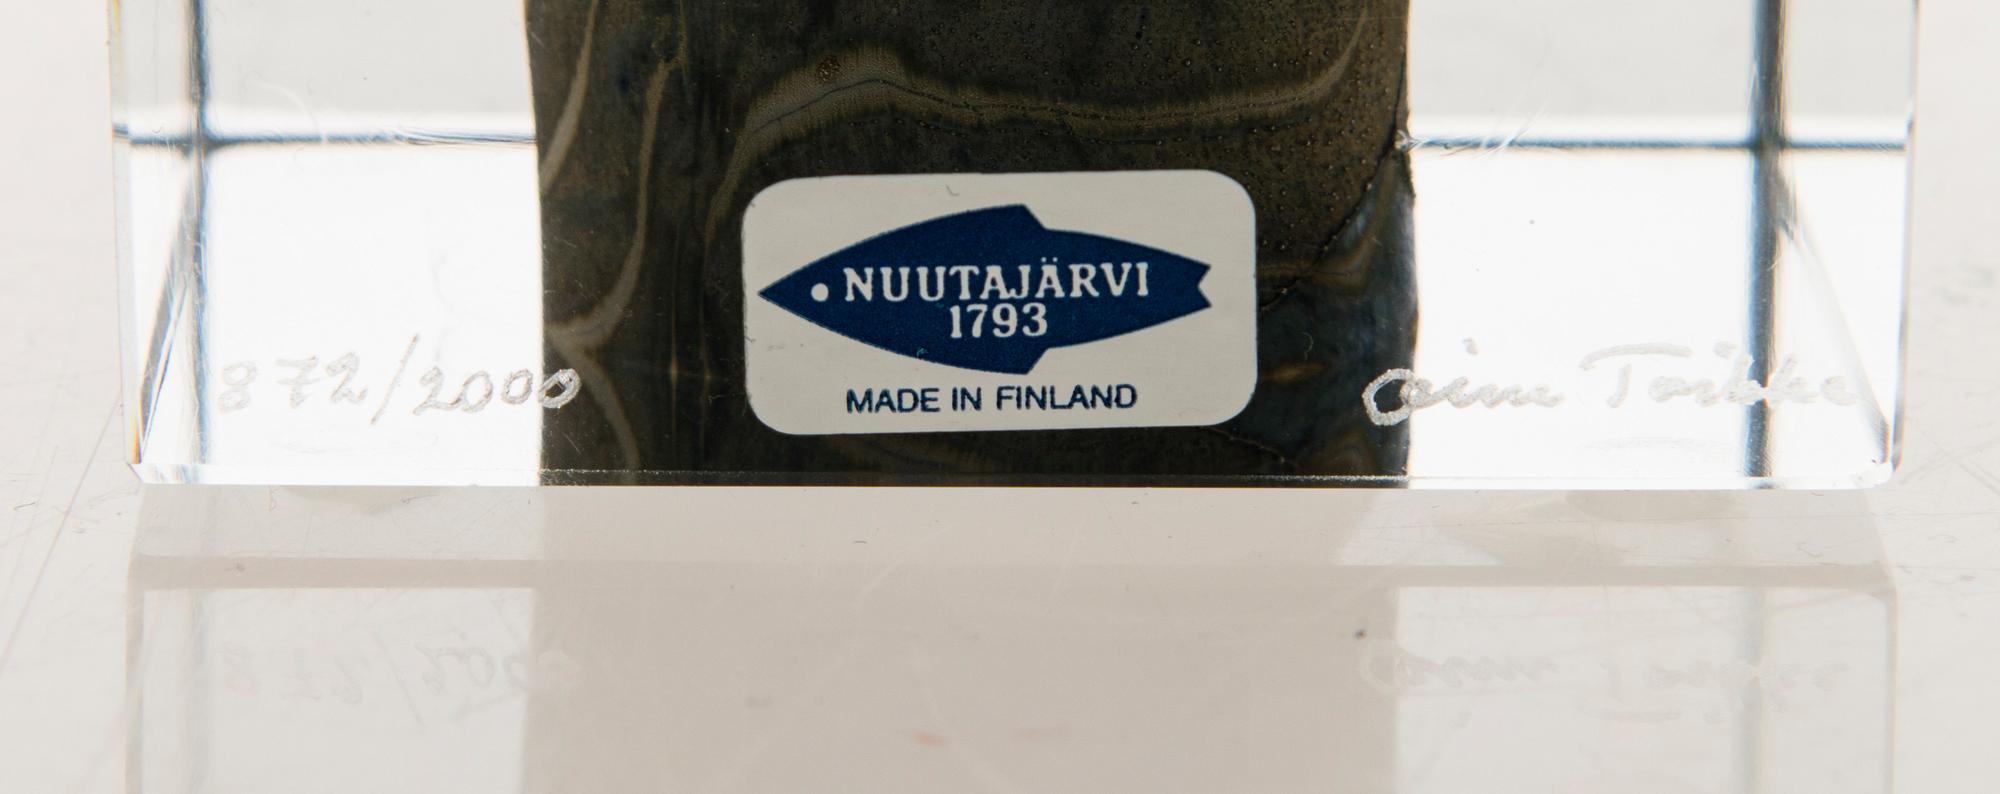 NUUTAJÄRVI
1793
MADE IN FINLAND
872/2000
Oiva Toikka